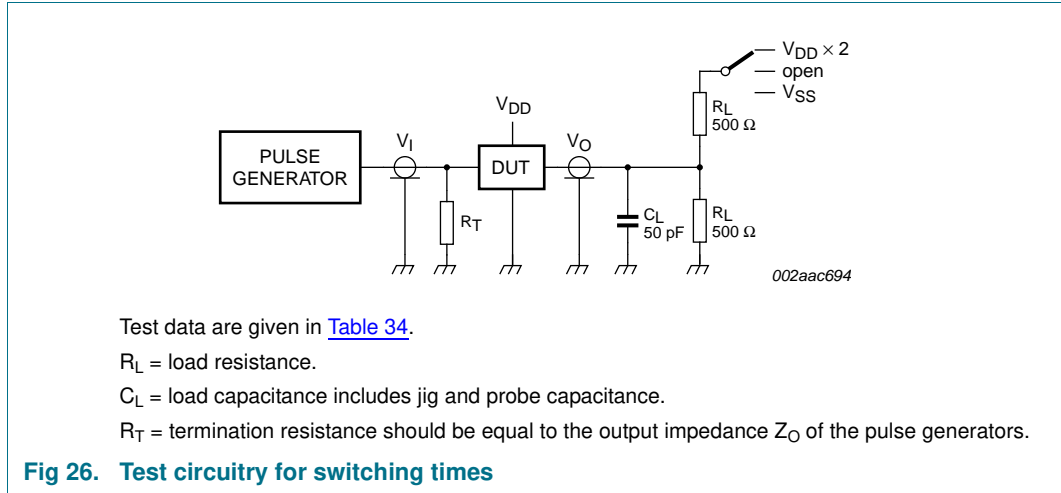 V_DD × 2
open
V_SS
R_L
500 Ω
V_DD
V_I
V_O
PULSE
GENERATOR
DUT
R_T
C_L
50 pF
R_L
500 Ω
002aac694
Test data are given in Table 34.
R_L = load resistance.
C_L = load capacitance includes jig and probe capacitance.
R_T = termination resistance should be equal to the output impedance Z_O of the pulse generators.
Fig 26. Test circuitry for switching times